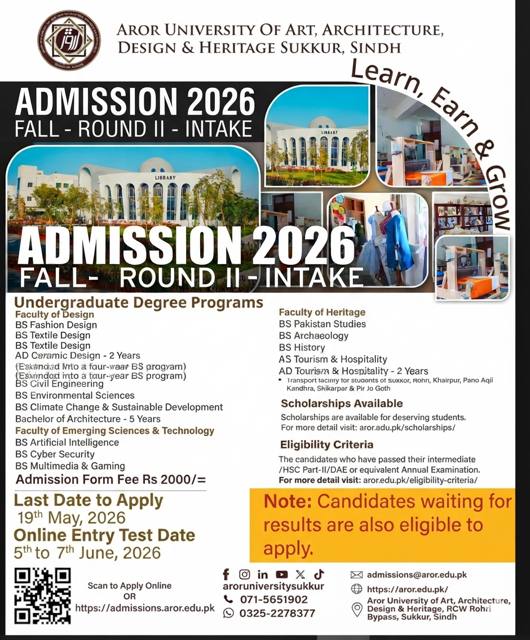 Aror University Of Art, Architecture,
Design & Heritage Sukkur, Sindh
Learn, Earn & Grow
ADMISSION 2026
FALL - ROUND II - INTAKE
LIBRARY
LIBRARY
ADMISSION 2026
FALL- ROUND II - INTAKE
Undergraduate Degree Programs
Faculty of Design
BS Fashion Design
BS Textile Design
BS Textile Design
AD Ceramic Design - 2 Years
(Extended into a four-year BS program)
(Extended into a four-year BS program)
BS Civil Engineering
BS Environmental Sciences
BS Climate Change & Sustainable Development
Bachelor of Architecture - 5 Years
Faculty of Emerging Sciences & Technology
BS Artificial Intelligence
BS Cyber Security
BS Multimedia & Gaming
Admission Form Fee Rs 2000/=
Last Date to Apply
19th May, 2026
Online Entry Test Date
5th to 7th June, 2026
Faculty of Heritage
BS Pakistan Studies
BS Archaeology
BS History
AS Tourism & Hospitality
AD Tourism & Hospitality - 2 Years
• Transport facility for students of Sukkur, Rohri, Khairpur, Pano Aqil
Kandhra, Shikarpur & Pir Jo Goth
Scholarships Available
Scholarships are available for deserving students.
For more detail visit: aror.edu.pk/scholarships/
Eligibility Criteria
The candidates who have passed their intermediate
/HSC Part-II/DAE or equivalent Annual Examination.
For more detail visit: aror.edu.pk/eligibility-criteria/
Note: Candidates waiting for
results are also eligible to
apply.
Scan to Apply Online
OR
https://admissions.aror.edu.pk
aroruniversitysukkur
071-5651902
0325-2278377
admissions@aror.edu.pk
https://aror.edu.pk/
Aror University of Art, Architecture,
Design & Heritage, RCW Rohri
Bypass, Sukkur, Sindh